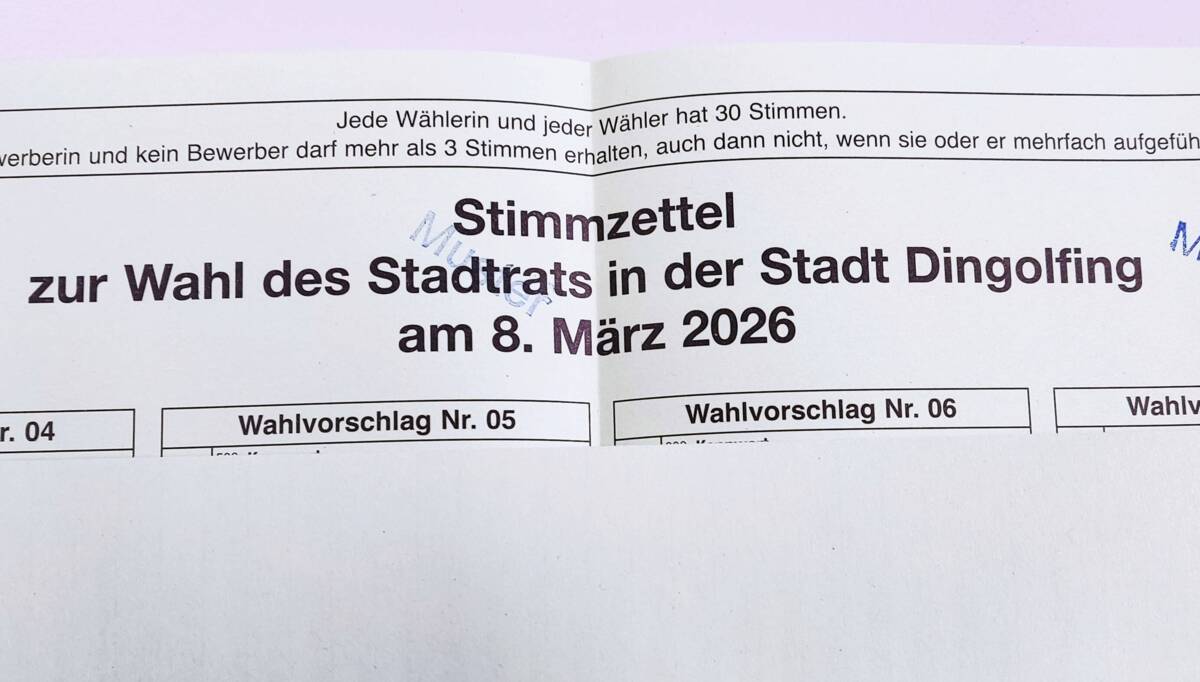 Jede Wählerin und jeder Wähler hat 30 Stimmen.
werberin und kein Bewerber darf mehr als 3 Stimmen erhalten, auch dann nicht, wenn sie oder er mehrfach aufgefüh
Stimmzettel
Muster
zur Wahl des Stadtrats in der Stadt Dingolfing
am 8. März 2026
r. 04
Wahlvorschlag Nr. 05
Wahlvorschlag Nr. 06
Wahlv